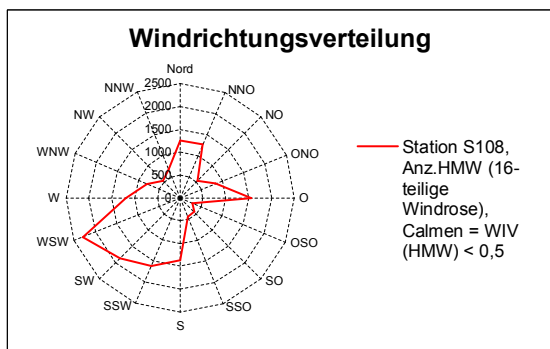 Windrichtungsverteilung
Nord
NNW
NNO
NW
NO
WNW
ONO
W
O
WSW
OSO
SW
SO
SSW
SSO
S
2500
2000
1500
1000
500
0
Station S108,
Anz.HMW (16-
teilige
Windrose),
Calmen = WIV
(HMW) < 0,5